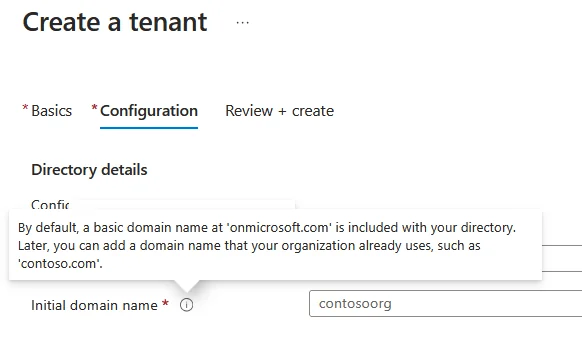 Create a tenant ...
* Basics * Configuration Review + create
Directory details
By default, a basic domain name at 'onmicrosoft.com' is included with your directory.
Later, you can add a domain name that your organization already uses, such as
'contoso.com'.
Initial domain name * contosoorg